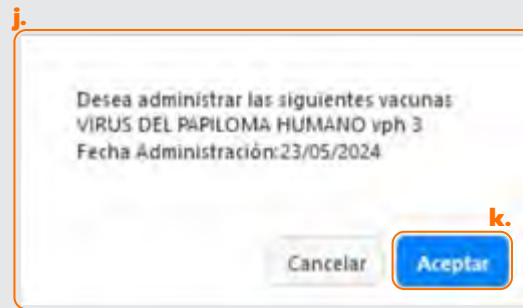 j.
Desea administrar las siguientes vacunas
VIRUS DEL PAPILOMA HUMANO vph 3
Fecha Administración:23/05/2024
k.
Cancelar Aceptar